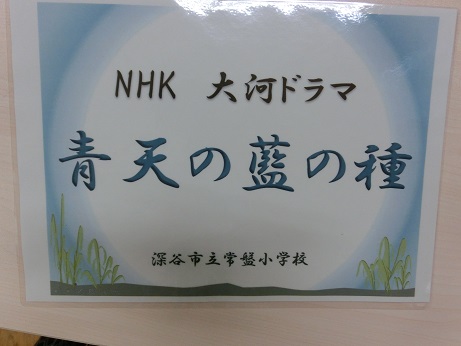 NHK 大河ドラマ
青天の藍の種
深谷市立常盤小学校